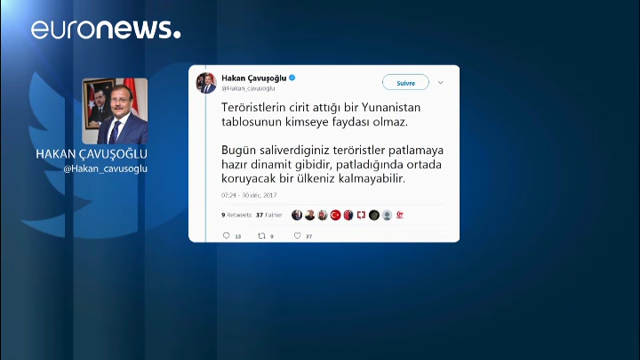 euronews.
Hakan Çavuşoğlu
@Hakan_cavusoglu
Suivre
Teröristlerin cirit attığı bir Yunanistan
tablosunun kimseye faydası olmaz.
Bugün saliverdiginiz teröristler patlamaya
hazır dinamit gibidir, patladığında ortada
koruyacak bir ülkeniz kalmayabilir.
07:24 - 30 déc. 2017
9 Retweets 37 J'aime
9
37
HAKAN ÇAVUŞOĞLU
@Hakan_cavusoglu